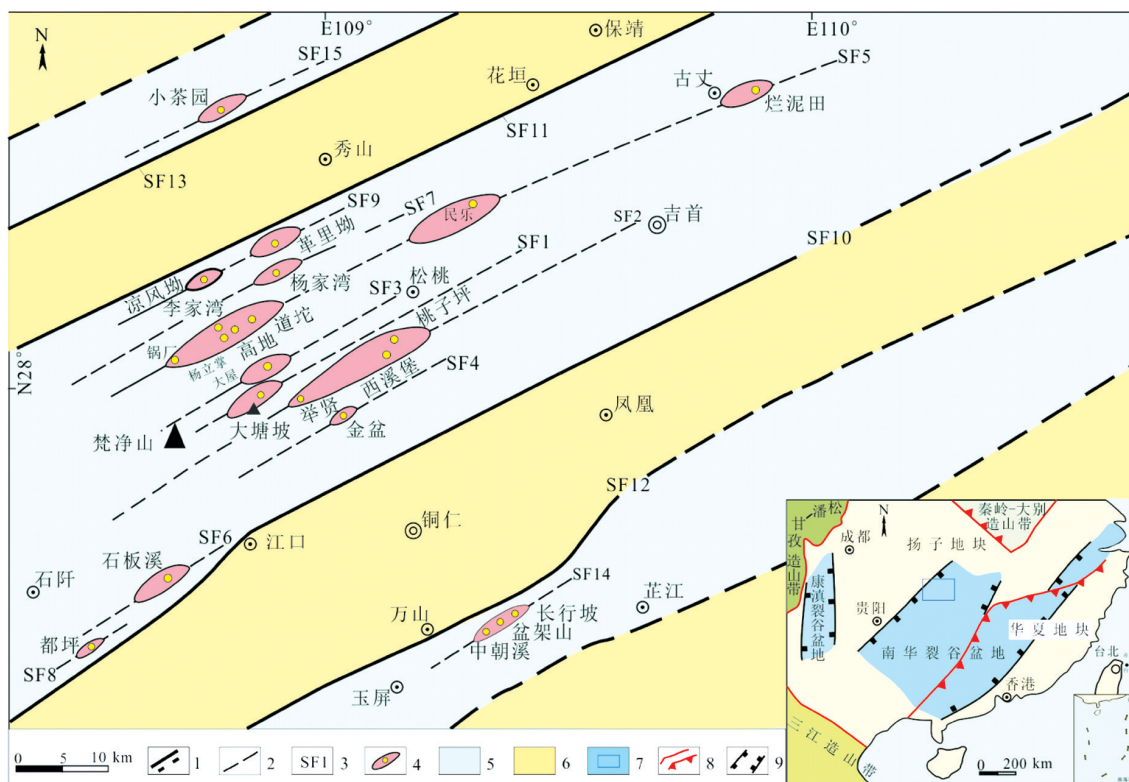 N
E109°
E110°
保靖
SF15
SF5
花垣
古丈
小茶园
烂泥田
SF11
秀山
SF13
SF9
SF7
民乐
吉首
SF2
革里坳
SF1
SF10
凉风坳
杨家湾
松桃
SF3
李家湾
桃子坪
道坨
锅厂
高地
SF4
杨立掌
西溪堡
N28°
大屋
举贤
凤凰
大塘坡
金盆
梵净山
SF12
铜仁
SF6
江口
石板溪
SF14
石阡
芷江
万山
长行坡
都坪
盆架山
中朝溪
SF8
玉屏
0 5 10 km
1
2
SF1 3
4
5
6
7
8
9
松潘
甘孜
造山带
N
秦岭-大别
造山带
成都
扬子地块
康滇裂谷盆地
贵阳
华夏地块
南华裂谷盆地
台北
香港
三江造山带
0 200 km